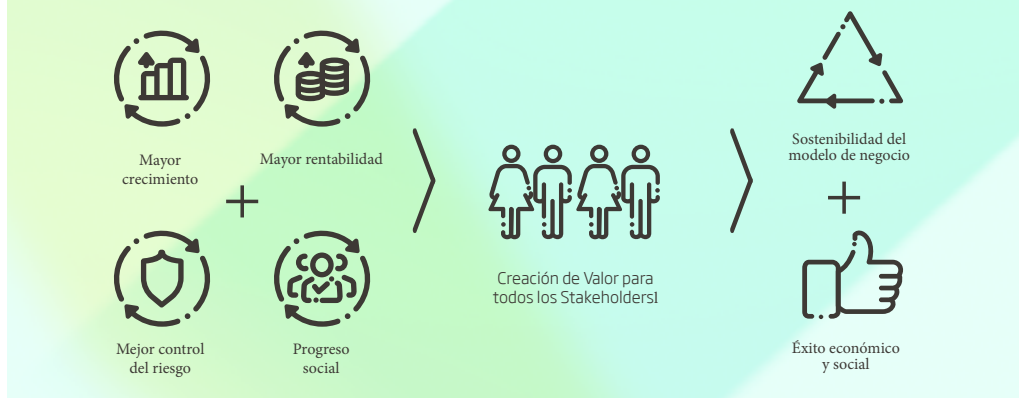 Mayor
crecimiento
Mayor rentabilidad
Mejor control
del riesgo
Progreso
social
Creación de Valor para
todos los Stakeholders1
Sostenibilidad del
modelo de negocio
Éxito económico
y social